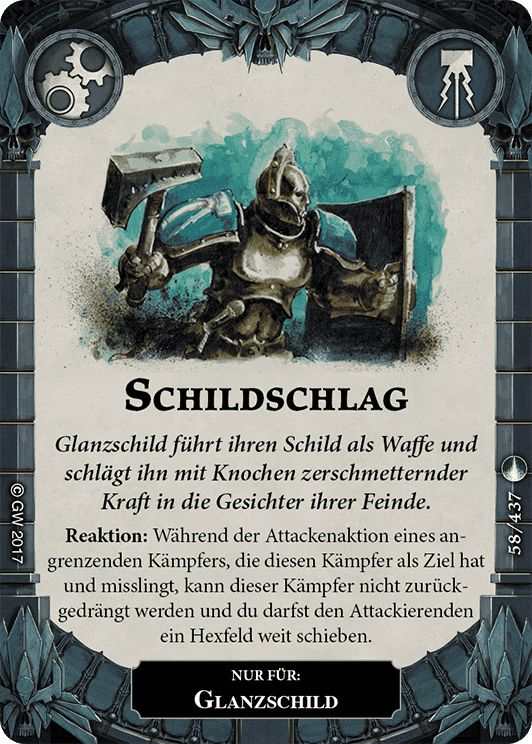 SCHILDSCHLAG
Glanzschild führt ihren Schild als Waffe und
schlägt ihn mit Knochen zerschmetternder
Kraft in die Gesichter ihrer Feinde.
Reaktion: Während der Attackenaktion eines an-
grenzenden Kämpfers, die diesen Kämpfer als Ziel hat
und misslingt, kann dieser Kämpfer nicht zurück-
gedrängt werden und du darfst den Attackierenden
ein Hexfeld weit schieben.
NUR FÜR:
GLANZSCHILD
© GW 2017
58/437